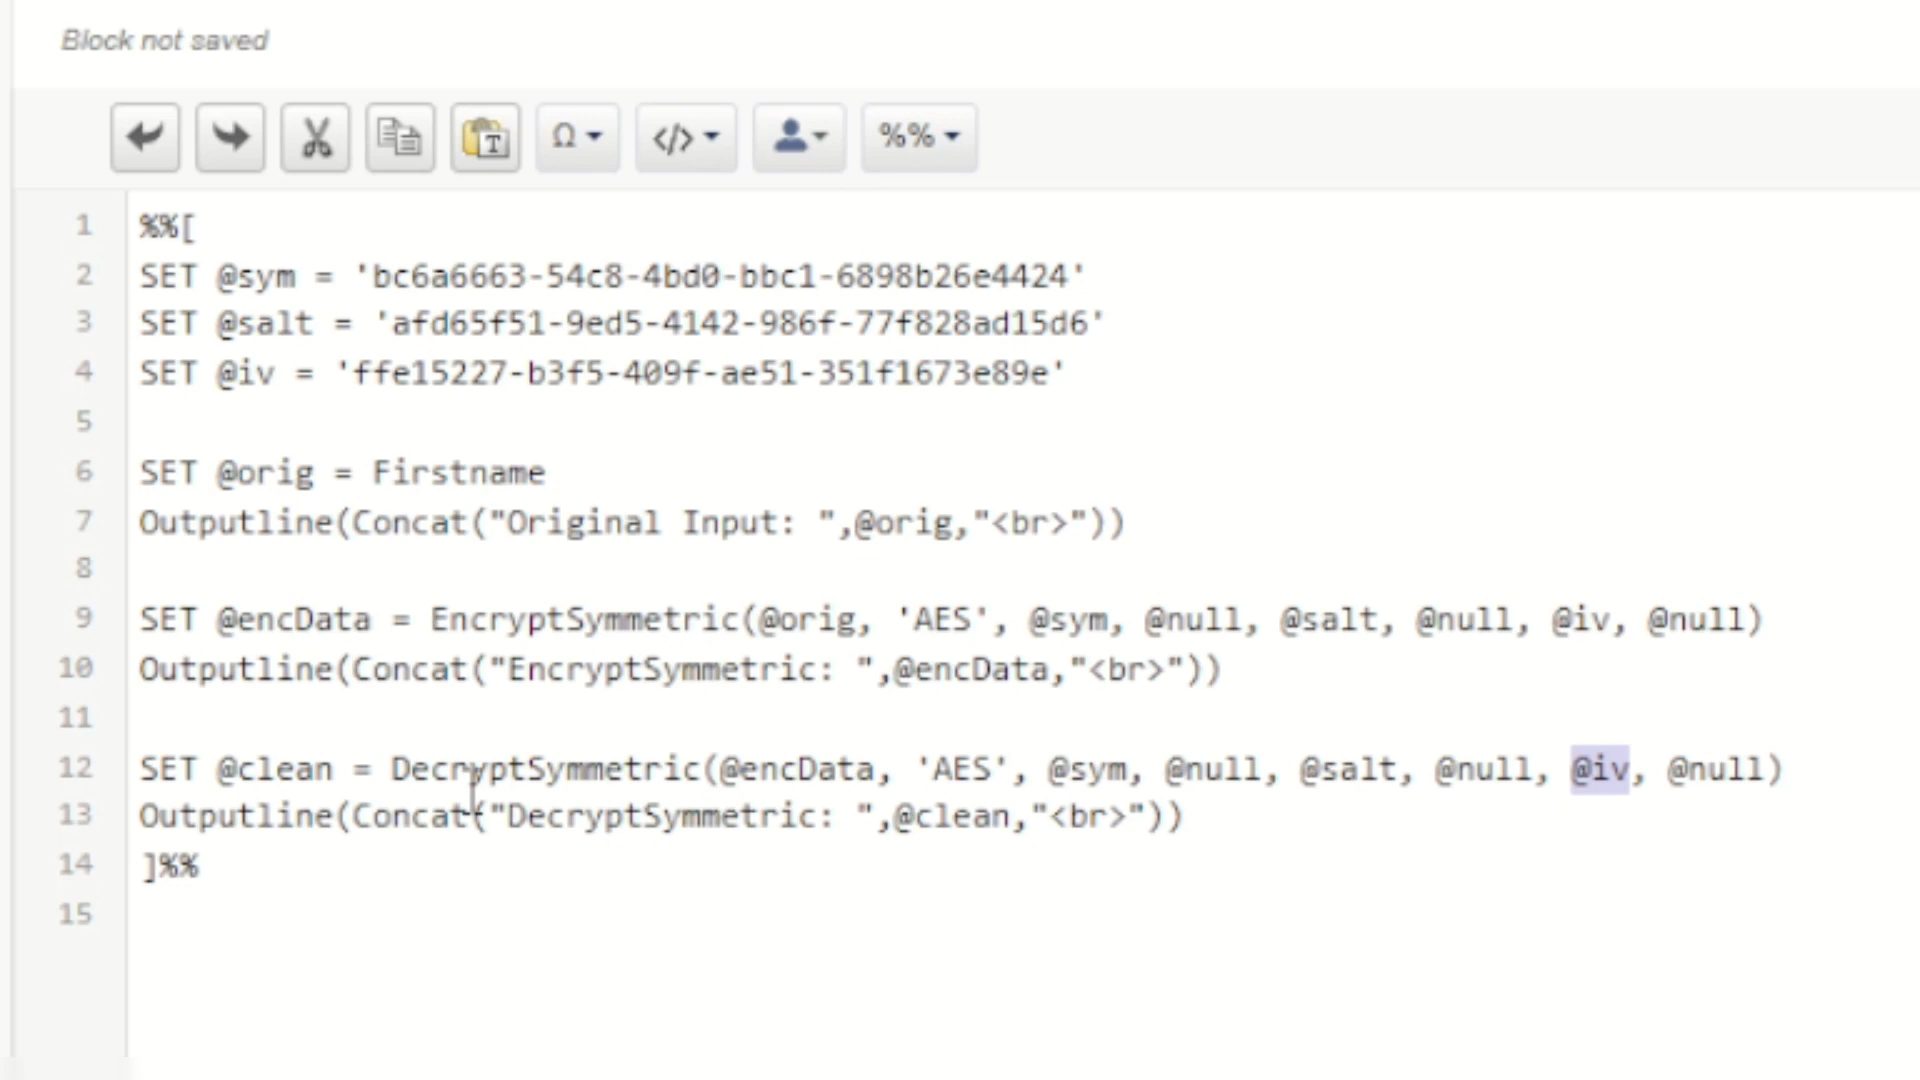 Block not saved
Ω </> %%
1 %%[
2 SET @sym = 'bc6a6663-54c8-4bd0-bbc1-6898b26e4424'
3 SET @salt = 'afd65f51-9ed5-4142-986f-77f828ad15d6'
4 SET @iv = 'ffe15227-b3f5-409f-ae51-351f1673e89e'
5
6 SET @orig = Firstname
7 Outputline(Concat("Original Input: ",@orig,"<br>"))
8
9 SET @encData = EncryptSymmetric(@orig, 'AES', @sym, @null, @salt, @null, @iv, @null)
10 Outputline(Concat("EncryptSymmetric: ",@encData,"<br>"))
11
12 SET @clean = DecryptSymmetric(@encData, 'AES', @sym, @null, @salt, @null, @iv, @null)
13 Outputline(Concat("DecryptSymmetric: ",@clean,"<br>"))
14 ]%%
15